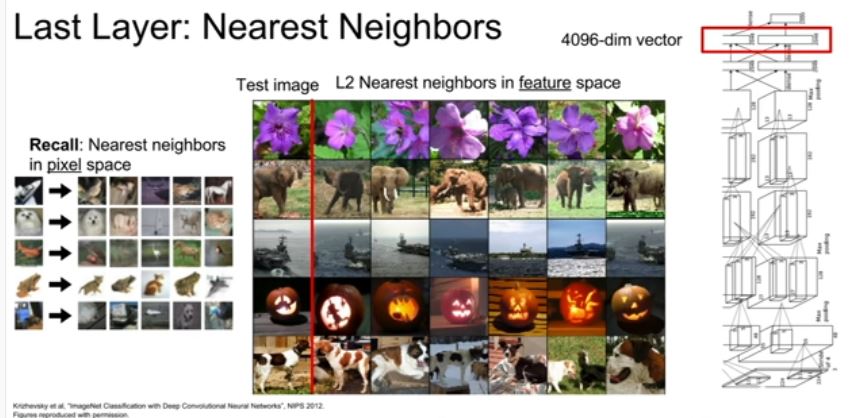 Last Layer: Nearest Neighbors
4096-dim vector
Test image
L2 Nearest neighbors in feature space
Recall: Nearest neighbors
in pixel space
Krizhevsky et al, "ImageNet Classification with Deep Convolutional Neural Networks", NIPS 2012.
Figures reproduced with permission.